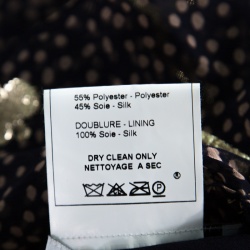 55% Polyester - Polyester
45% Soie - Silk
DOUBLURE - LINING
100% Soie - Silk
DRY CLEAN ONLY
NETTOYAGE A SEC
®